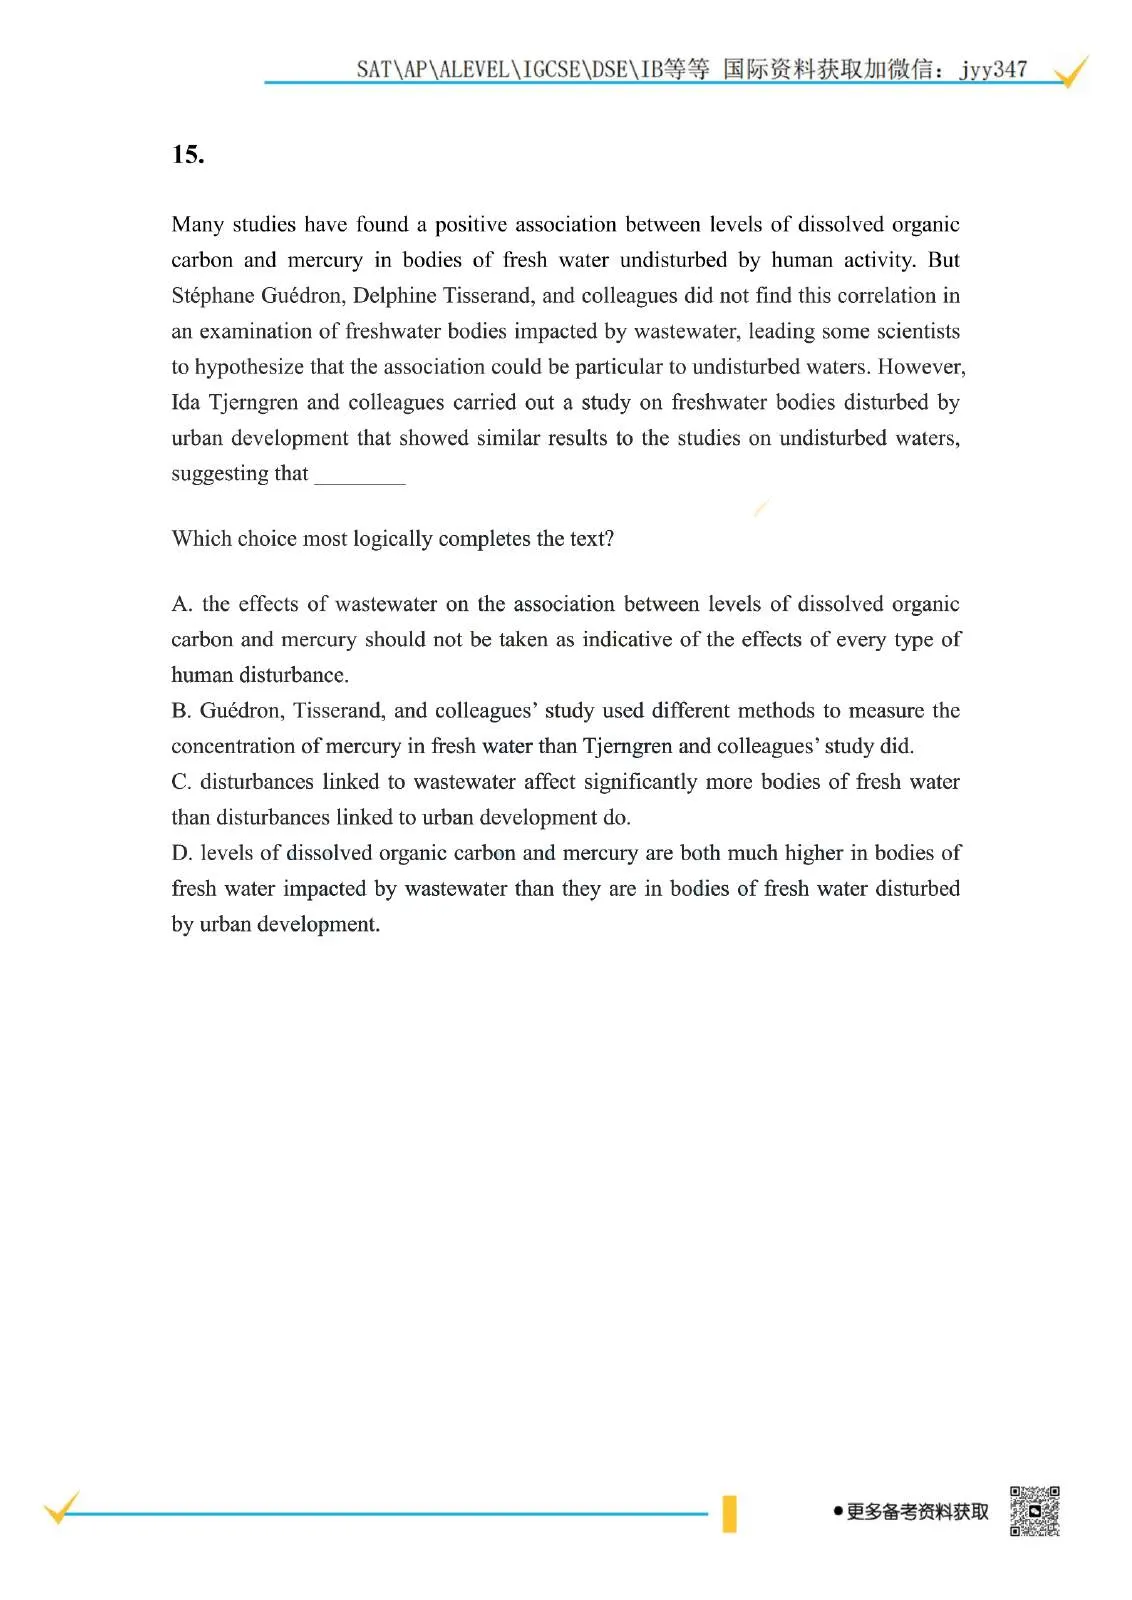 SAT\AP\ALEVEL\IGCSE\DSE\IB等等 国际资料获取加微信：jyy347
15.
Many studies have found a positive association between levels of dissolved organic
carbon and mercury in bodies of fresh water undisturbed by human activity. But
Stéphane Guédron, Delphine Tisserand, and colleagues did not find this correlation in
an examination of freshwater bodies impacted by wastewater, leading some scientists
to hypothesize that the association could be particular to undisturbed waters. However,
Ida Tjerngren and colleagues carried out a study on freshwater bodies disturbed by
urban development that showed similar results to the studies on undisturbed waters,
suggesting that ________
Which choice most logically completes the text?
A. the effects of wastewater on the association between levels of dissolved organic
carbon and mercury should not be taken as indicative of the effects of every type of
human disturbance.
B. Guédron, Tisserand, and colleagues’ study used different methods to measure the
concentration of mercury in fresh water than Tjerngren and colleagues’ study did.
C. disturbances linked to wastewater affect significantly more bodies of fresh water
than disturbances linked to urban development do.
D. levels of dissolved organic carbon and mercury are both much higher in bodies of
fresh water impacted by wastewater than they are in bodies of fresh water disturbed
by urban development.
●更多备考资料获取